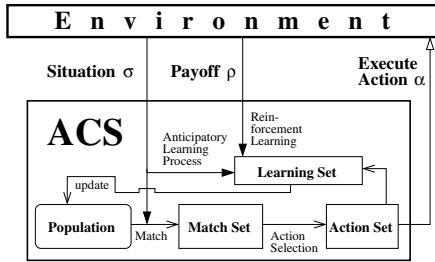 E n v i r o n m e n t
Situation σ
Payoff ρ
Execute
Action α
ACS
Anticipatory
Learning
Process
Rein-
forcement
Learning
Learning Set
update
Population
Match
Match Set
Action
Selection
Action Set